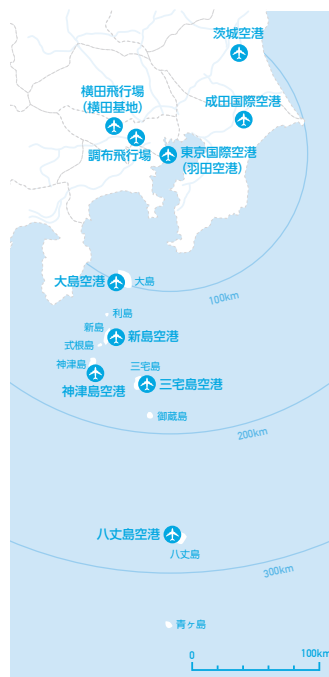 茨城空港
横田飛行場
(横田基地)
成田国際空港
調布飛行場
東京国際空港
(羽田空港)
大島空港
大島
100km
利島
新島
新島空港
式根島
神津島
三宅島
神津島空港
三宅島空港
御蔵島
200km
八丈島空港
八丈島
300km
青ヶ島
0
100km